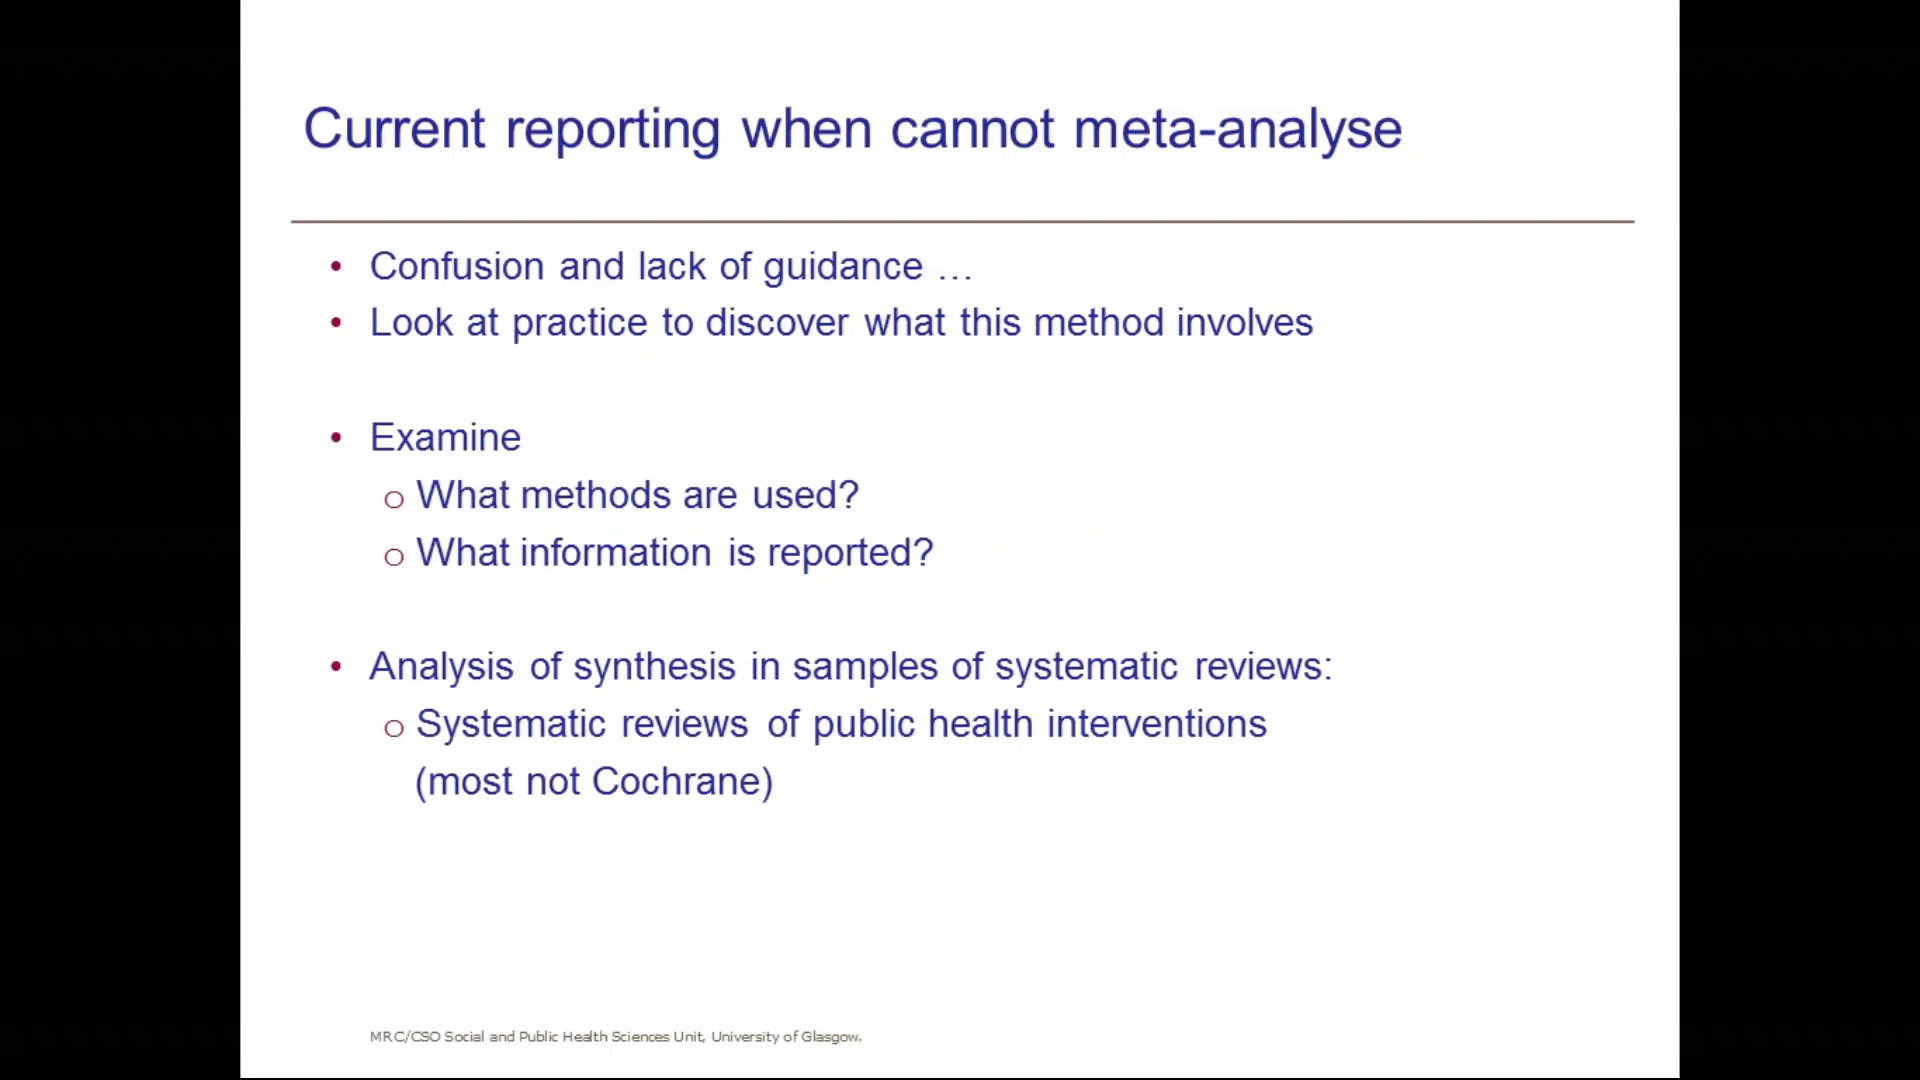 Current reporting when cannot meta-analyse
• Confusion and lack of guidance …
• Look at practice to discover what this method involves
• Examine
o What methods are used?
o What information is reported?
• Analysis of synthesis in samples of systematic reviews:
o Systematic reviews of public health interventions
(most not Cochrane)
MRC/CSO Social and Public Health Sciences Unit, University of Glasgow.